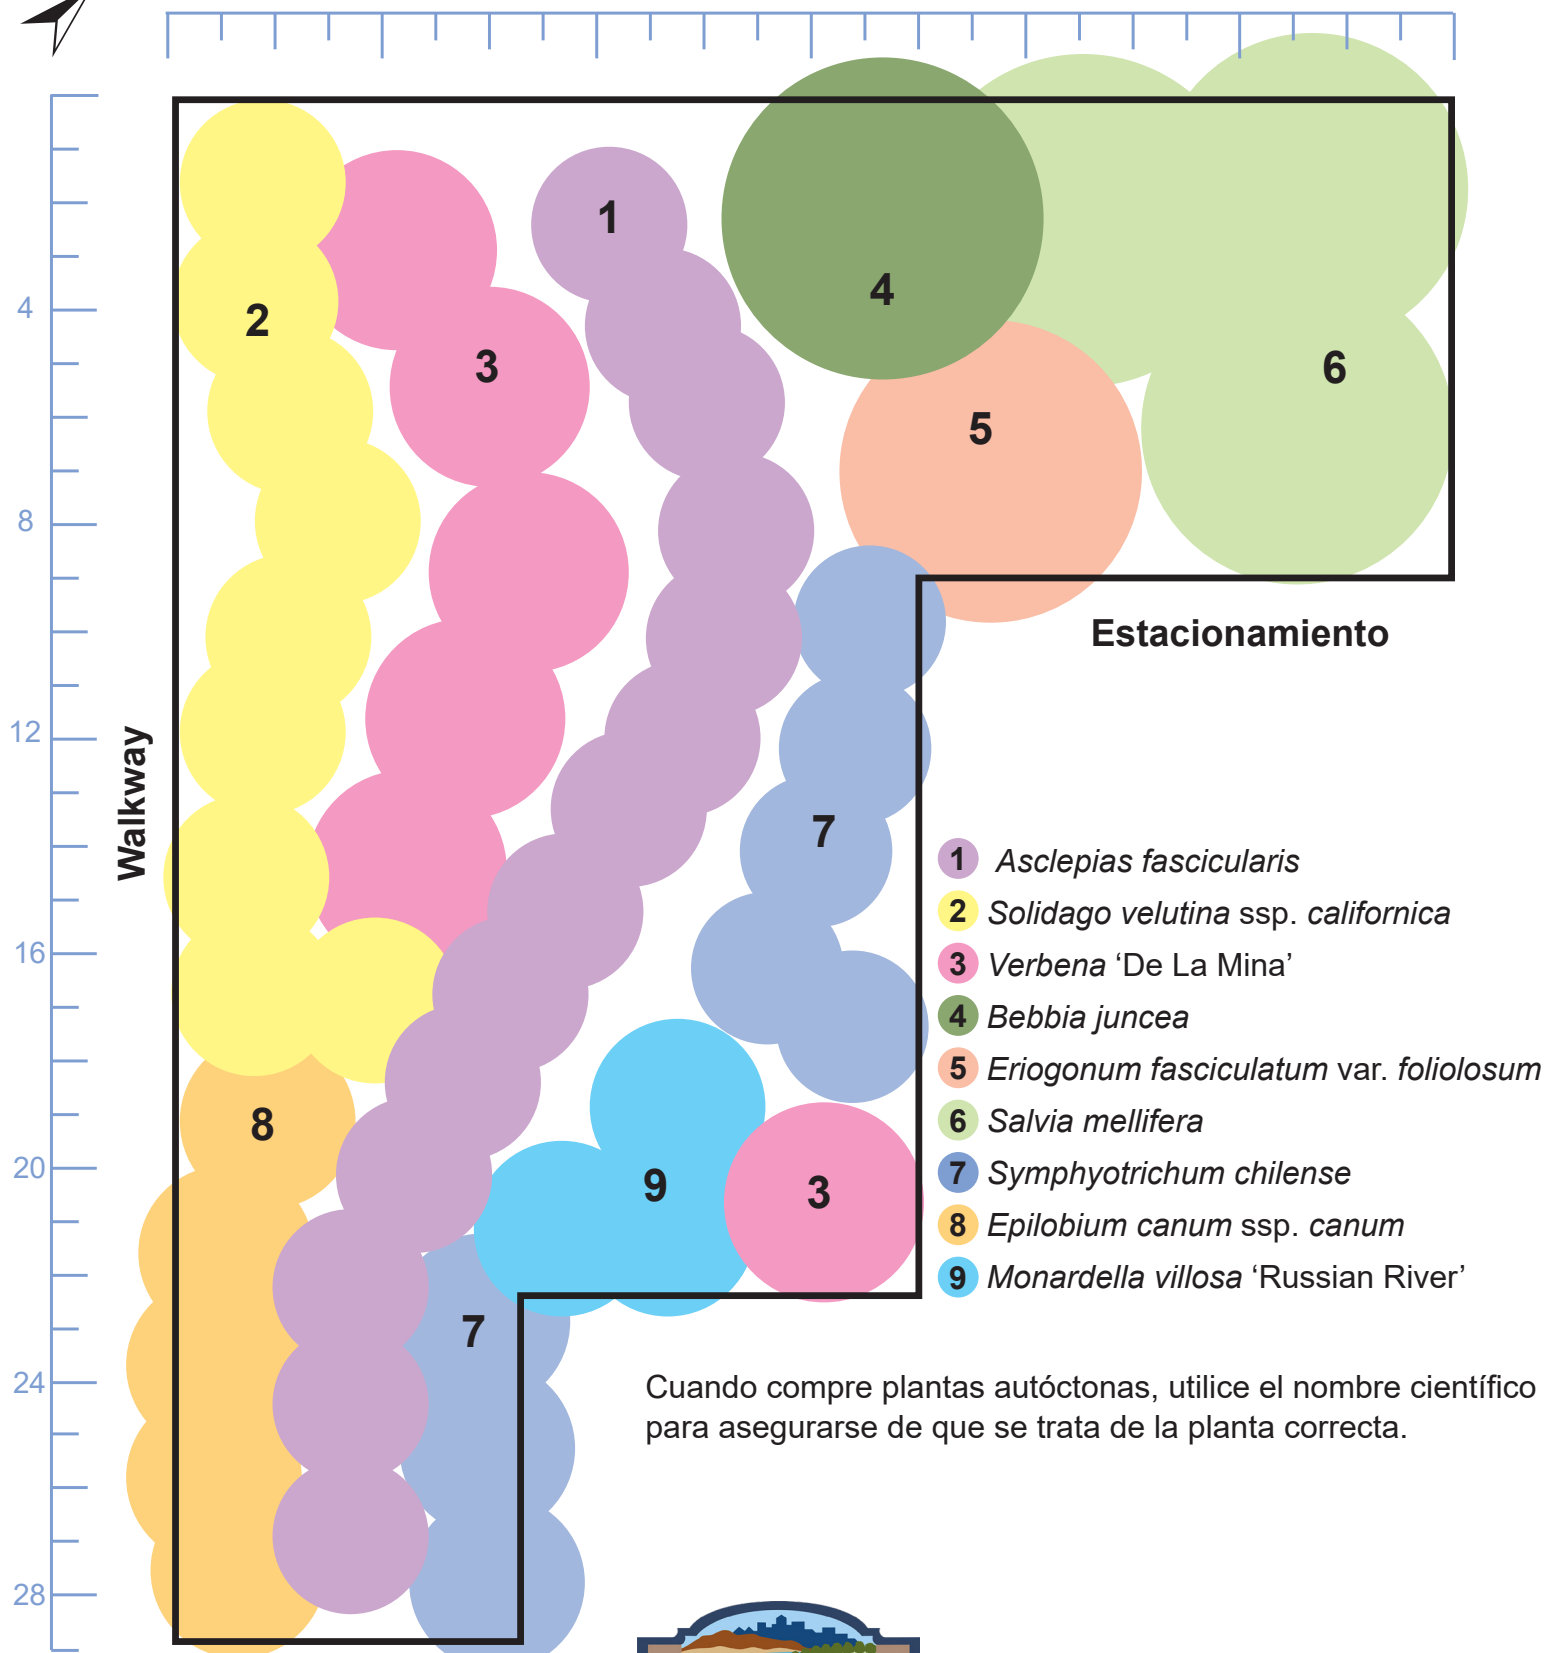 1
2
4
3
6
5
4
8
Estacionamiento
12
Walkway
7
1 Asclepias fascicularis
2 Solidago velutina ssp. californica
16
3 Verbena ‘De La Mina’
4 Bebbia juncea
5 Eriogonum fasciculatum var. foliolosum
8
6 Salvia mellifera
20
9
3
7 Symphyotrichum chilense
8 Epilobium canum ssp. canum
9 Monardella villosa ‘Russian River’
7
24
Cuando compre plantas autóctonas, utilice el nombre científico
para asegurarse de que se trata de la planta correcta.
28